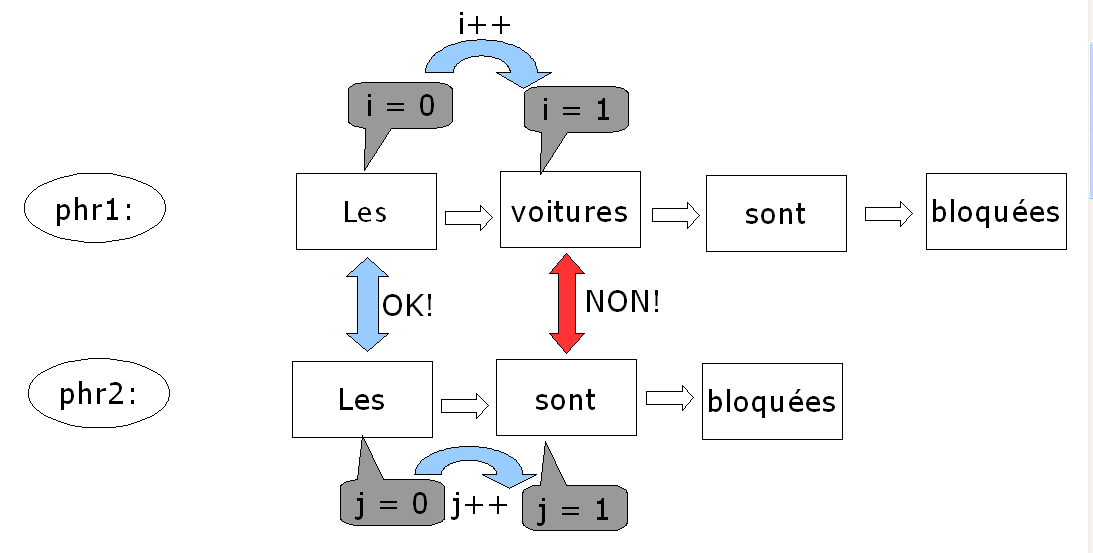 i++
i = 0
i = 1
phr1:
Les
voitures
sont
bloquées
OK!
NON!
phr2:
Les
sont
bloquées
j = 0
j++
j = 1